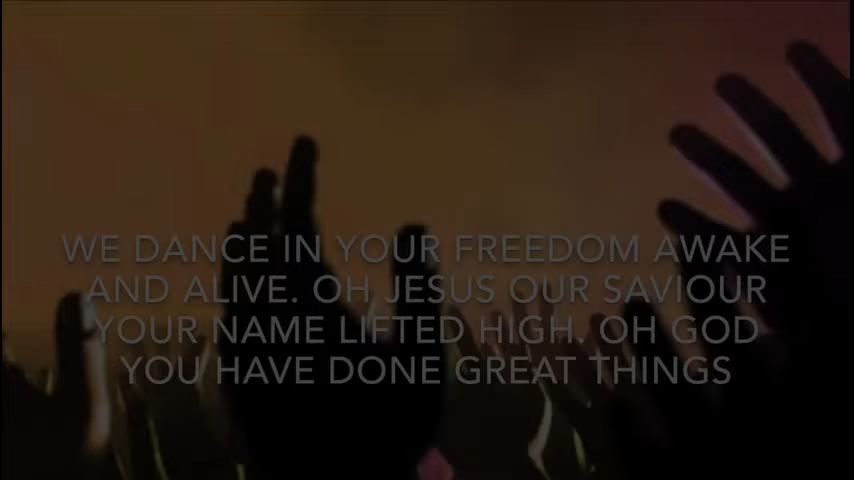 WE DANCE IN YOUR FREEDOM AWAKE
AND ALIVE. OH JESUS OUR SAVIOUR
YOUR NAME LIFTED HIGH. OH GOD
YOU HAVE DONE GREAT THINGS